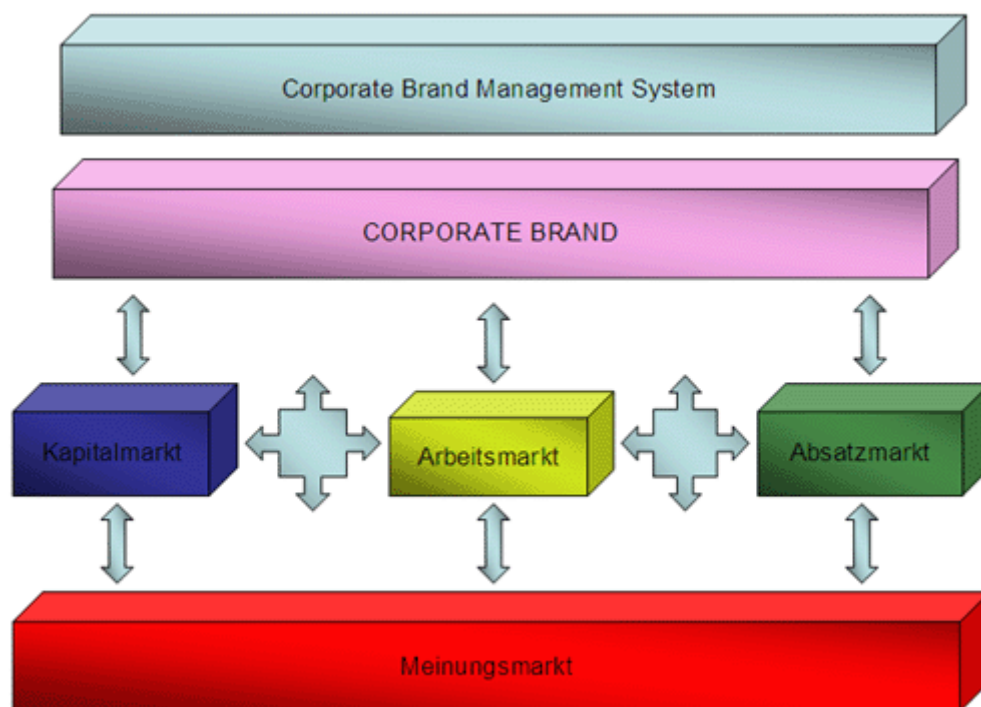 Corporate Brand Management System
CORPORATE BRAND
Kapitalmarkt
Arbeitsmarkt
Absatzmarkt
Meinungsmarkt